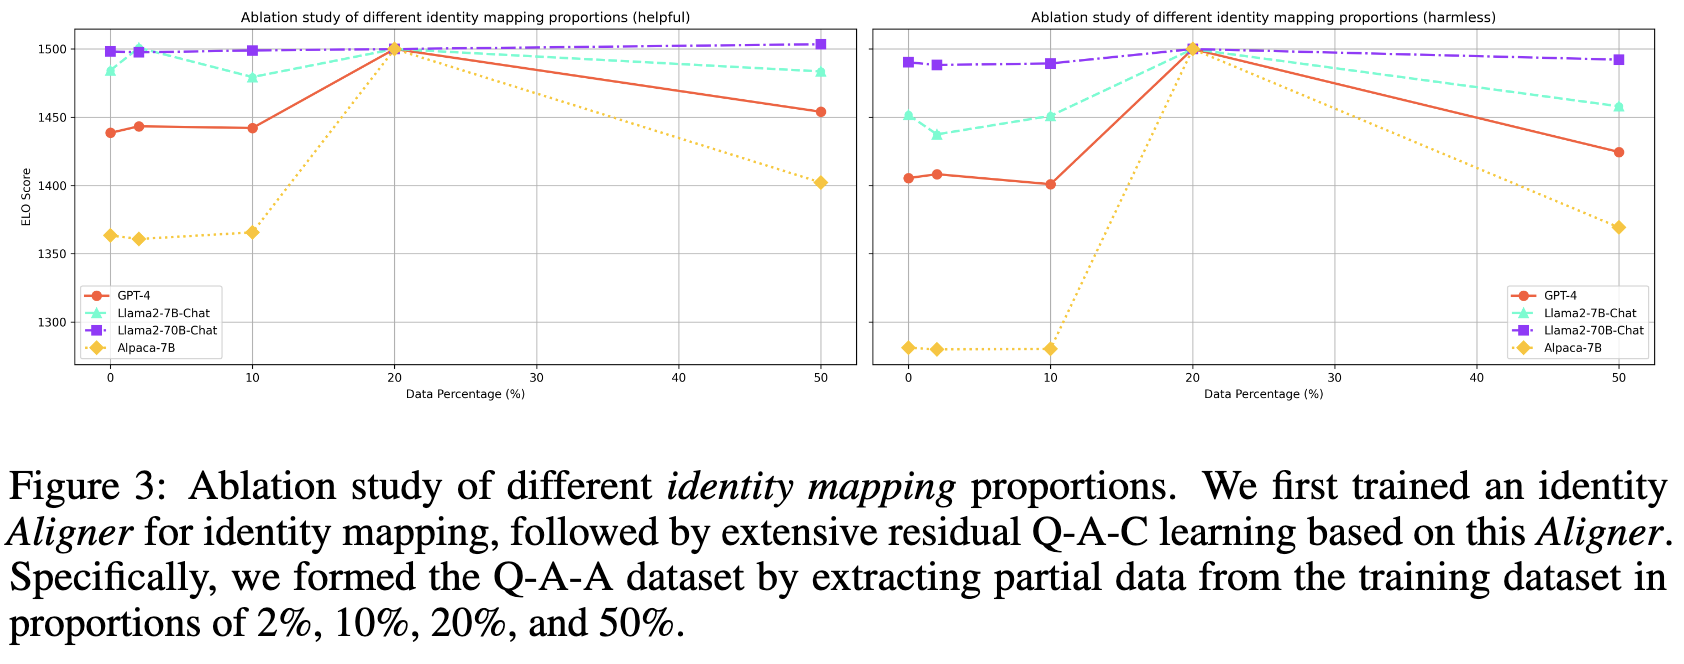 Ablation study of different identity mapping proportions (helpful)
ELO Score
1500
1450
1400
1350
1300
GPT-4
Llama2-7B-Chat
Llama2-70B-Chat
Alpaca-7B
0 10 20 30 40 50
Data Percentage (%)
Ablation study of different identity mapping proportions (harmless)
GPT-4
Llama2-7B-Chat
Llama2-70B-Chat
Alpaca-7B
0 10 20 30 40 50
Data Percentage (%)
Figure 3: Ablation study of different identity mapping proportions. We first trained an identity
Aligner for identity mapping, followed by extensive residual Q-A-C learning based on this Aligner.
Specifically, we formed the Q-A-A dataset by extracting partial data from the training dataset in
proportions of 2%, 10%, 20%, and 50%.